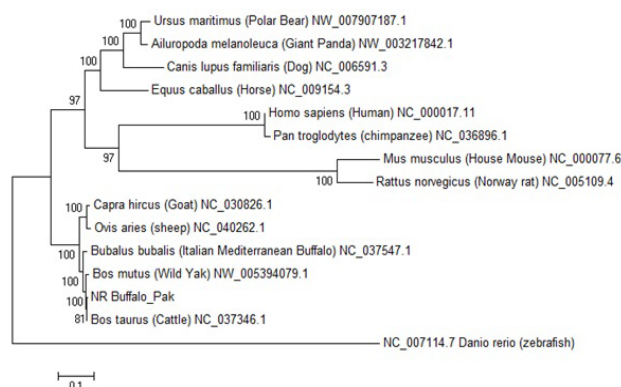 100 Ursus maritimus (Polar Bear) NW_007907187.1
100 Ailuropoda melanoleuca (Giant Panda) NW_003217842.1
100 Canis lupus familiaris (Dog) NC_006591.3
Equus caballus (Horse) NC_009154.3
97
100 Homo sapiens (Human) NC_000017.11
Pan troglodytes (chimpanzee) NC_036896.1
97
Mus musculus (House Mouse) NC_000077.6
100 Rattus norvegicus (Norway rat) NC_005109.4
Capra hircus (Goat) NC_030826.1
100
Ovis aries (sheep) NC_040262.1
100 Bubalus bubalis (Italian Mediterranean Buffalo) NC_037547.1
100 Bos mutus (Wild Yak) NW_005394079.1
100 NR Buffalo_Pak
81 Bos taurus (Cattle) NC_037346.1
NC_007114.7 Danio rerio (zebrafish)
0.1